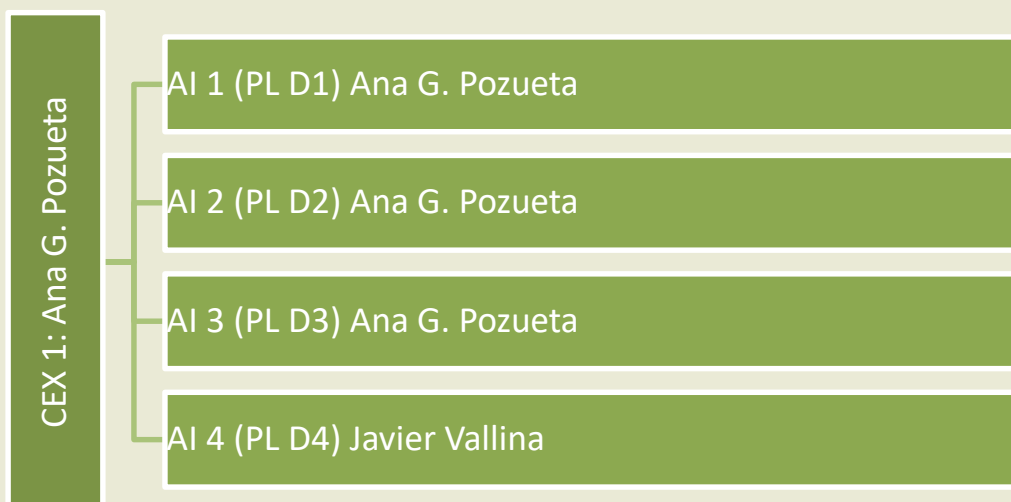 CEX 1: Ana G. Pozueta
AI 1 (PL D1) Ana G. Pozueta
AI 2 (PL D2) Ana G. Pozueta
AI 3 (PL D3) Ana G. Pozueta
AI 4 (PL D4) Javier Vallina